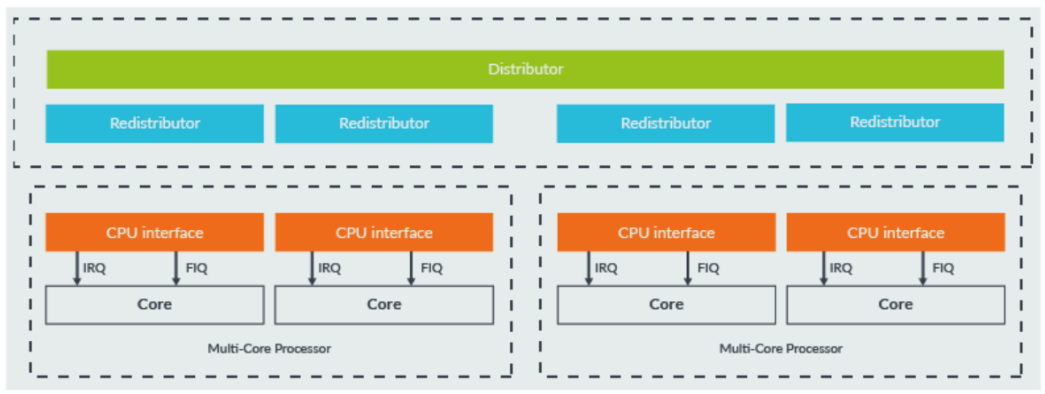 Distributor
Redistributor Redistributor Redistributor Redistributor
CPU interface CPU interface CPU interface CPU interface
IRQ FIQ IRQ FIQ IRQ FIQ IRQ FIQ
Core Core Core Core
Multi-Core Processor Multi-Core Processor